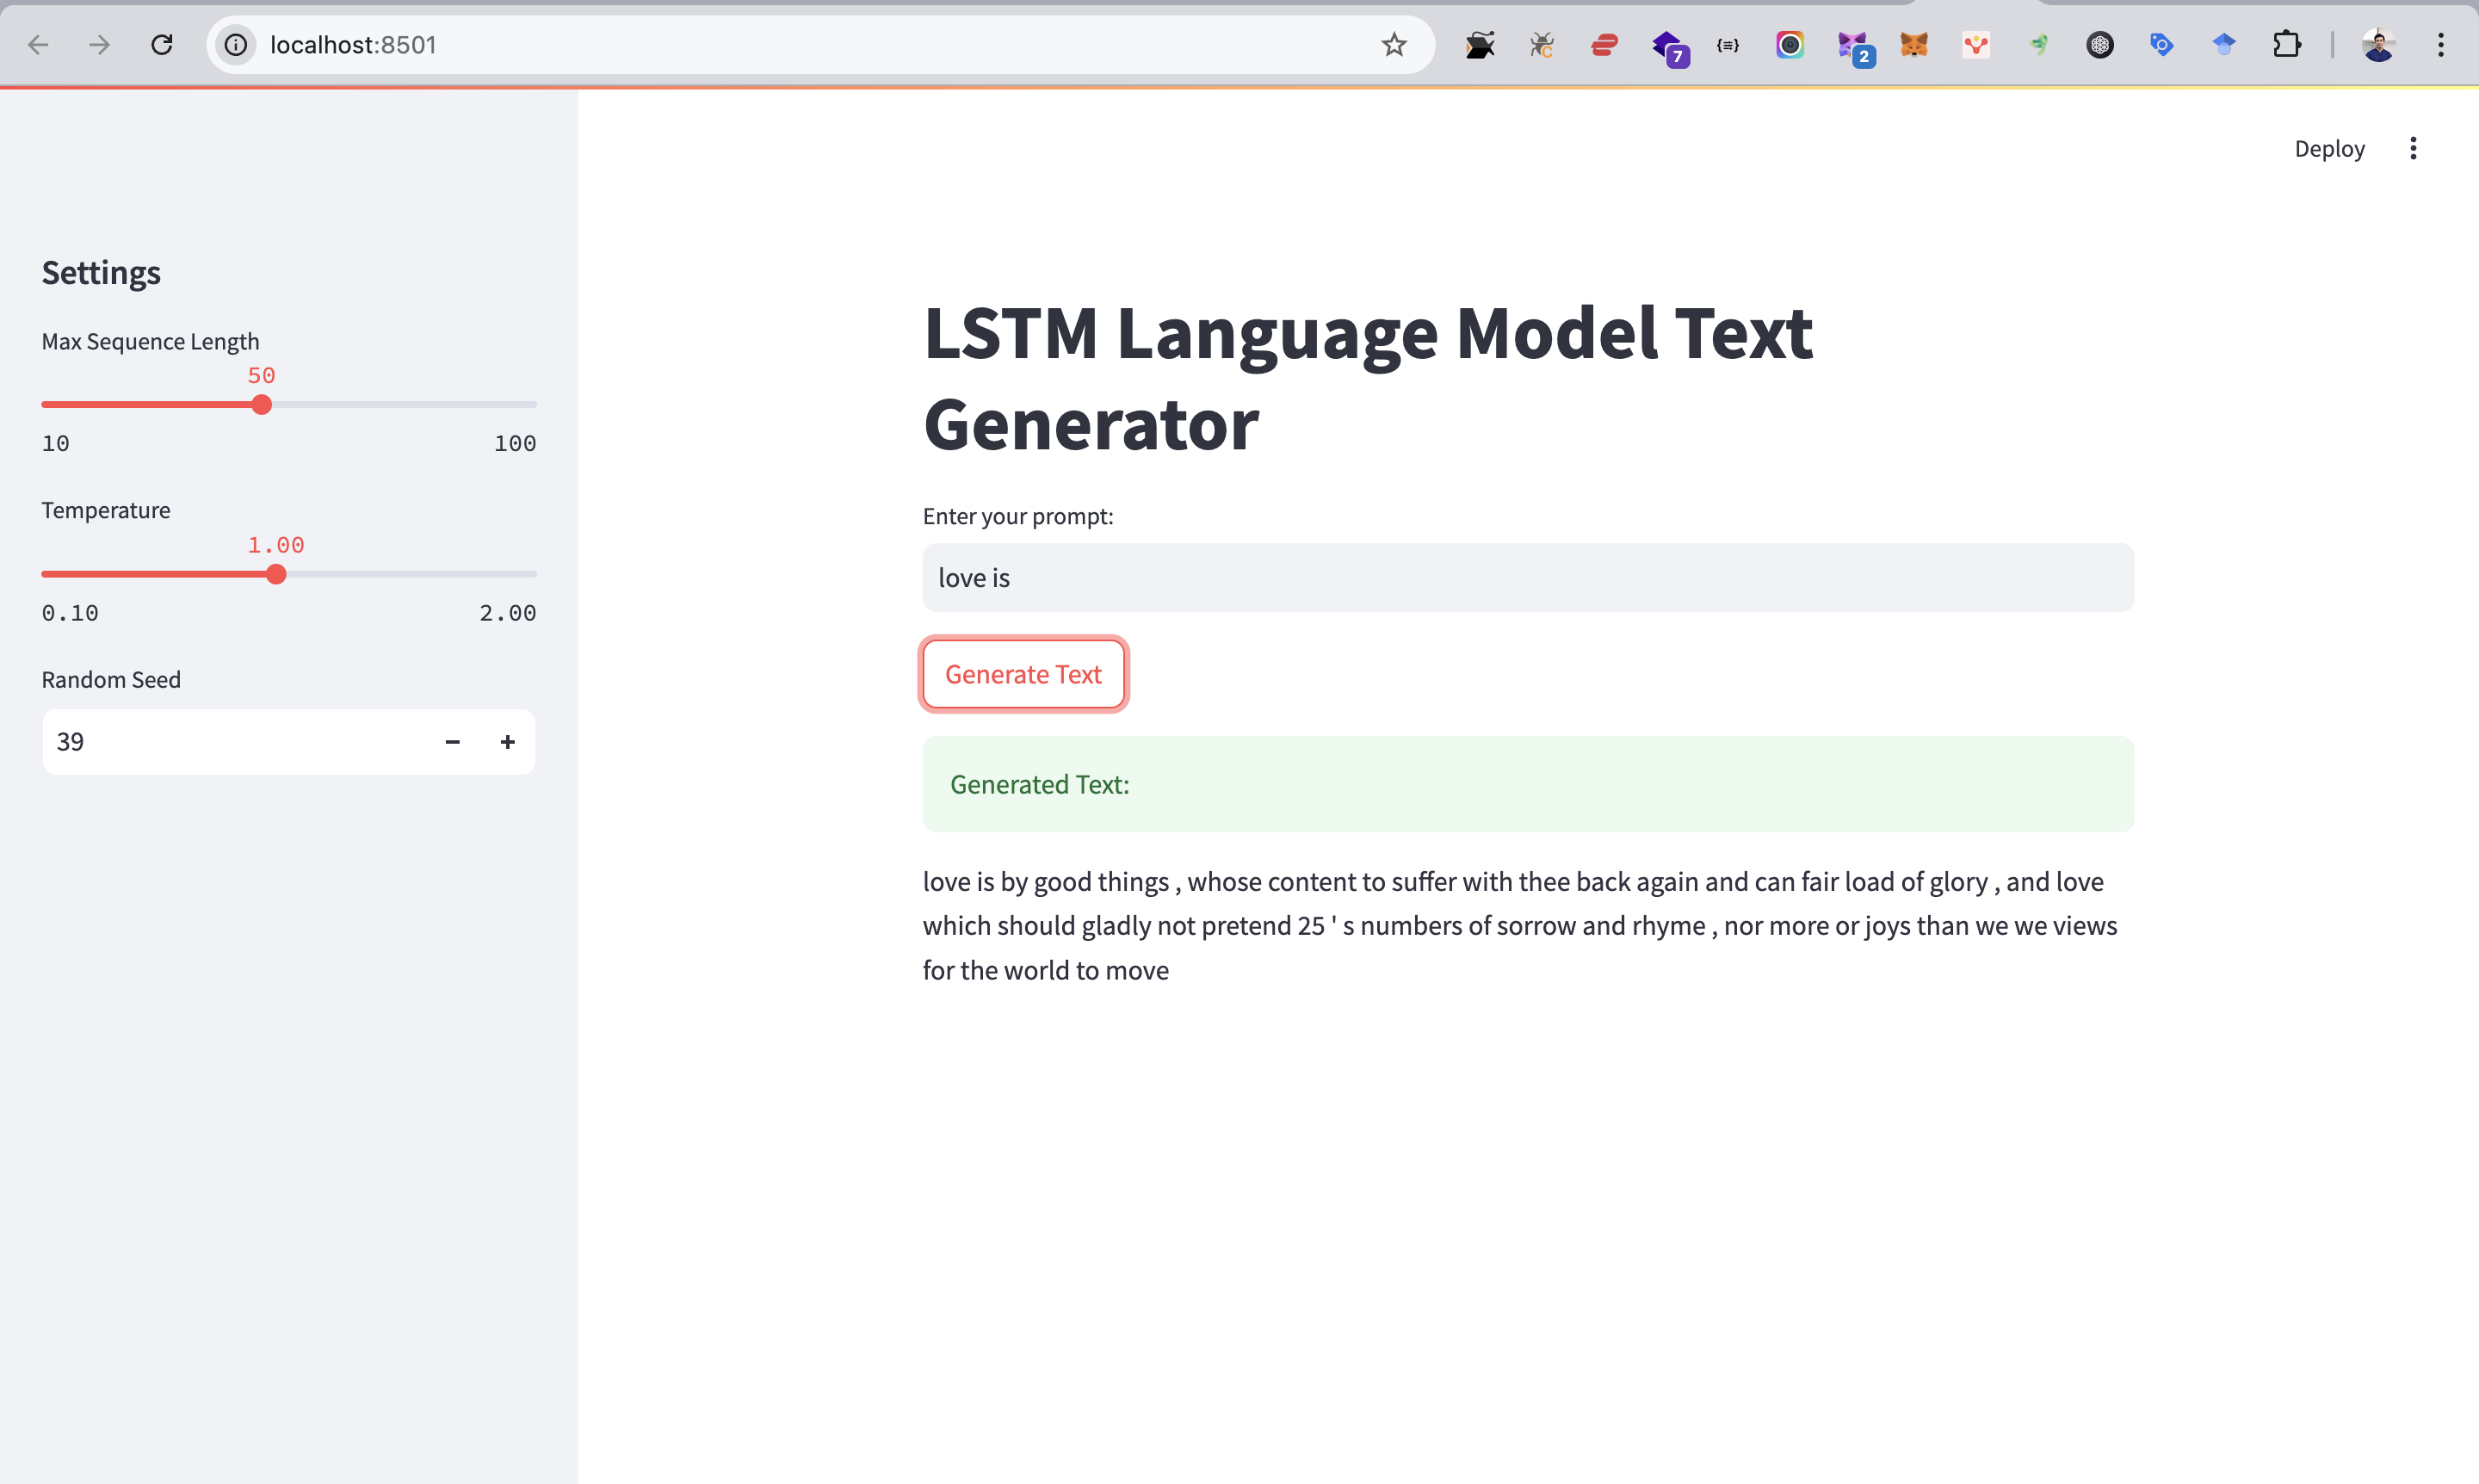 localhost:8501
7
{≡}
2
Deploy
Settings
Max Sequence Length
50
10 100
Temperature
1.00
0.10 2.00
Random Seed
39
LSTM Language Model Text
Generator
Enter your prompt:
love is
Generate Text
Generated Text:
love is by good things , whose content to suffer with thee back again and can fair load of glory , and love
which should gladly not pretend 25 ' s numbers of sorrow and rhyme , nor more or joys than we we views
for the world to move